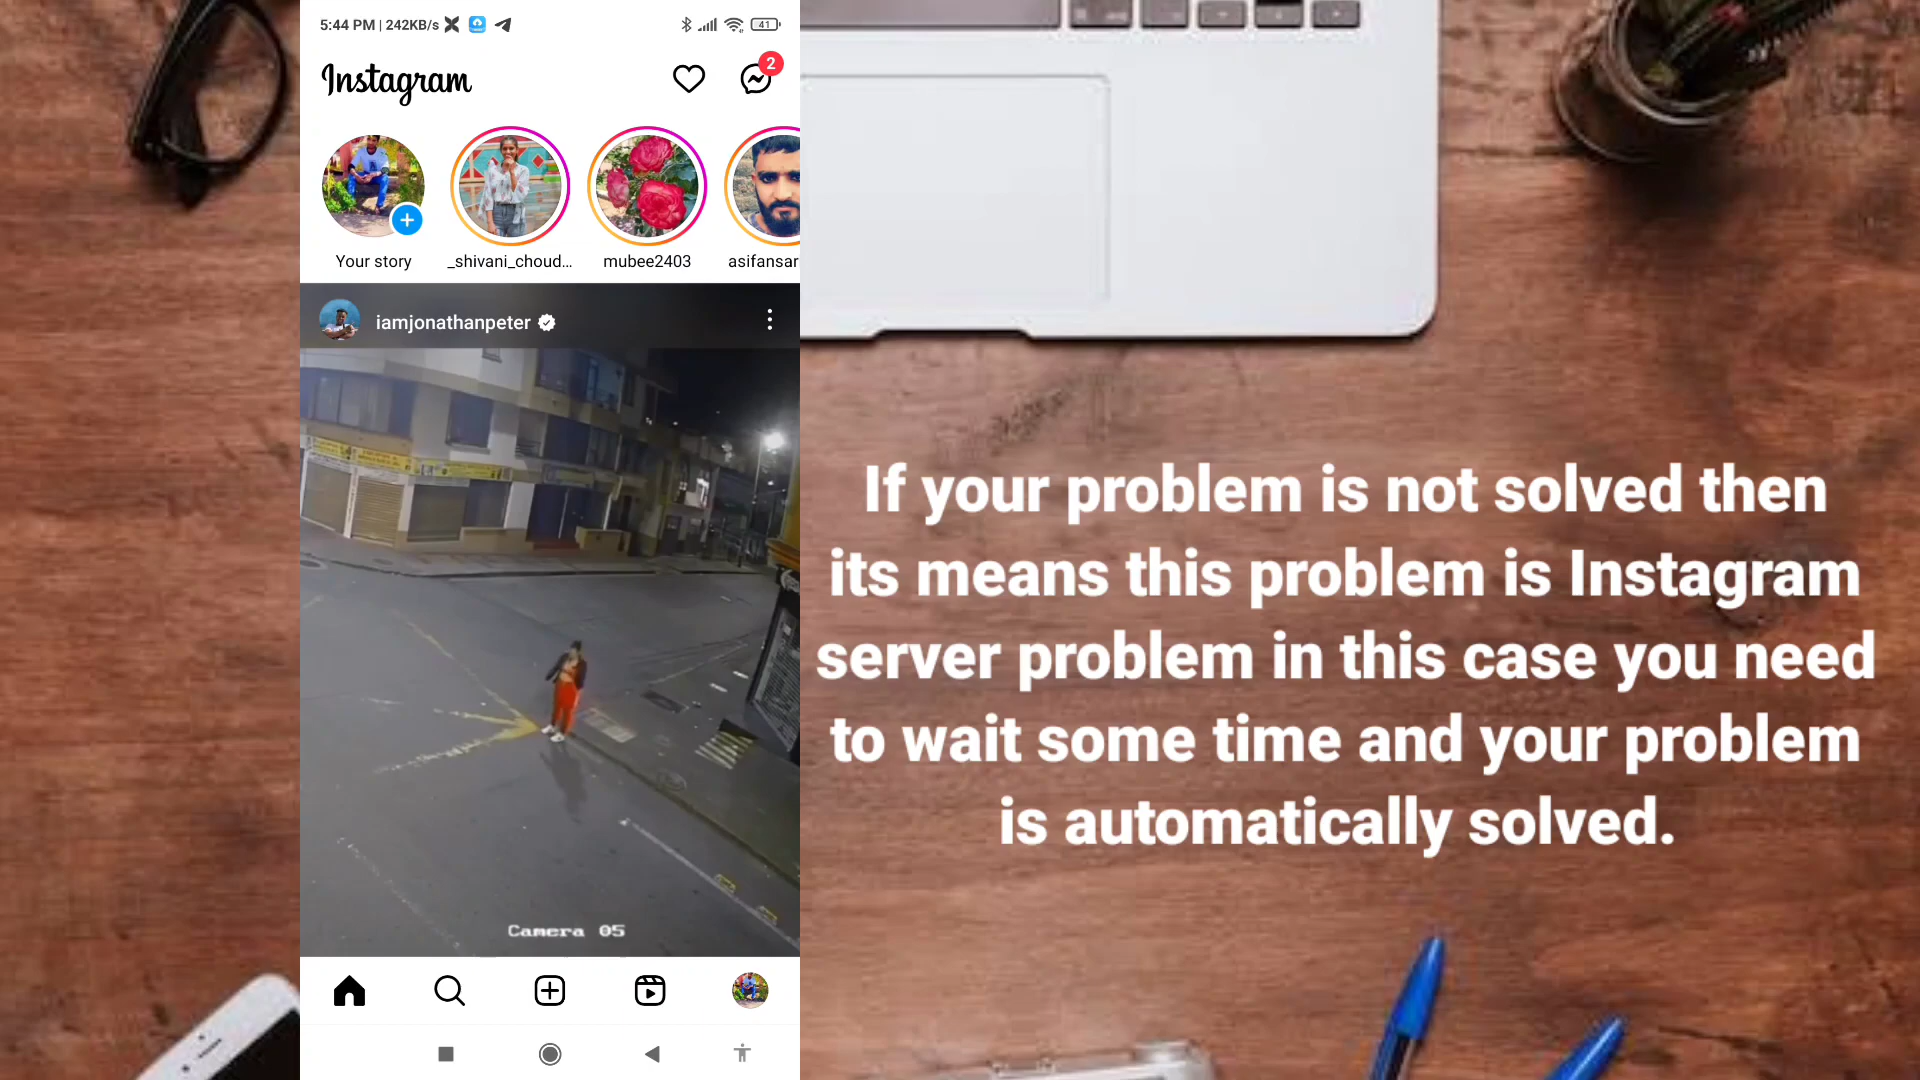 5:44 PM | 242KB/s
41
Instagram
2
Your story
_shivani_choud...
mubee2403
asifansar
iamjonathanpeter
Camera 05
If your problem is not solved then
its means this problem is Instagram
server problem in this case you need
to wait some time and your problem
is automatically solved.